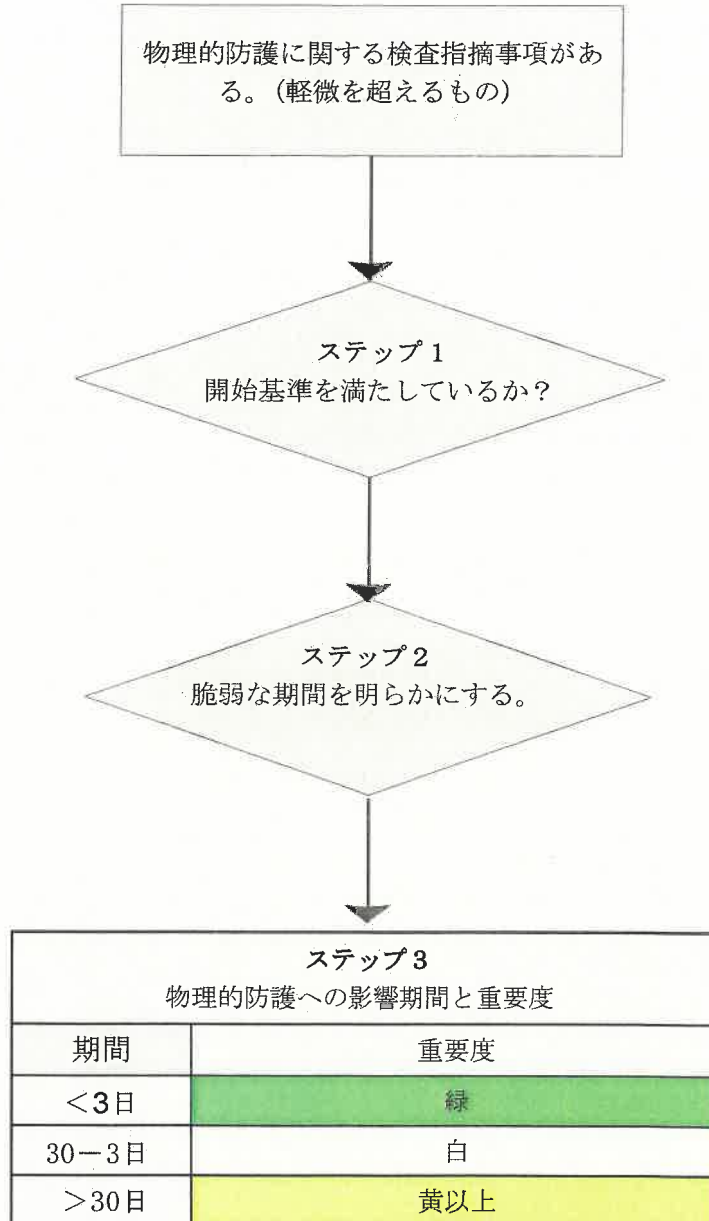 物理的防護に関する検査指摘事項があ
る。(軽微を超えるもの)
ステップ1
開始基準を満たしているか?
ステップ2
脆弱な期間を明らかにする。
ステップ3
物理的防護への影響期間と重要度
期間 重要度
<3日 緑
30-3日 白
>30日 黄以上